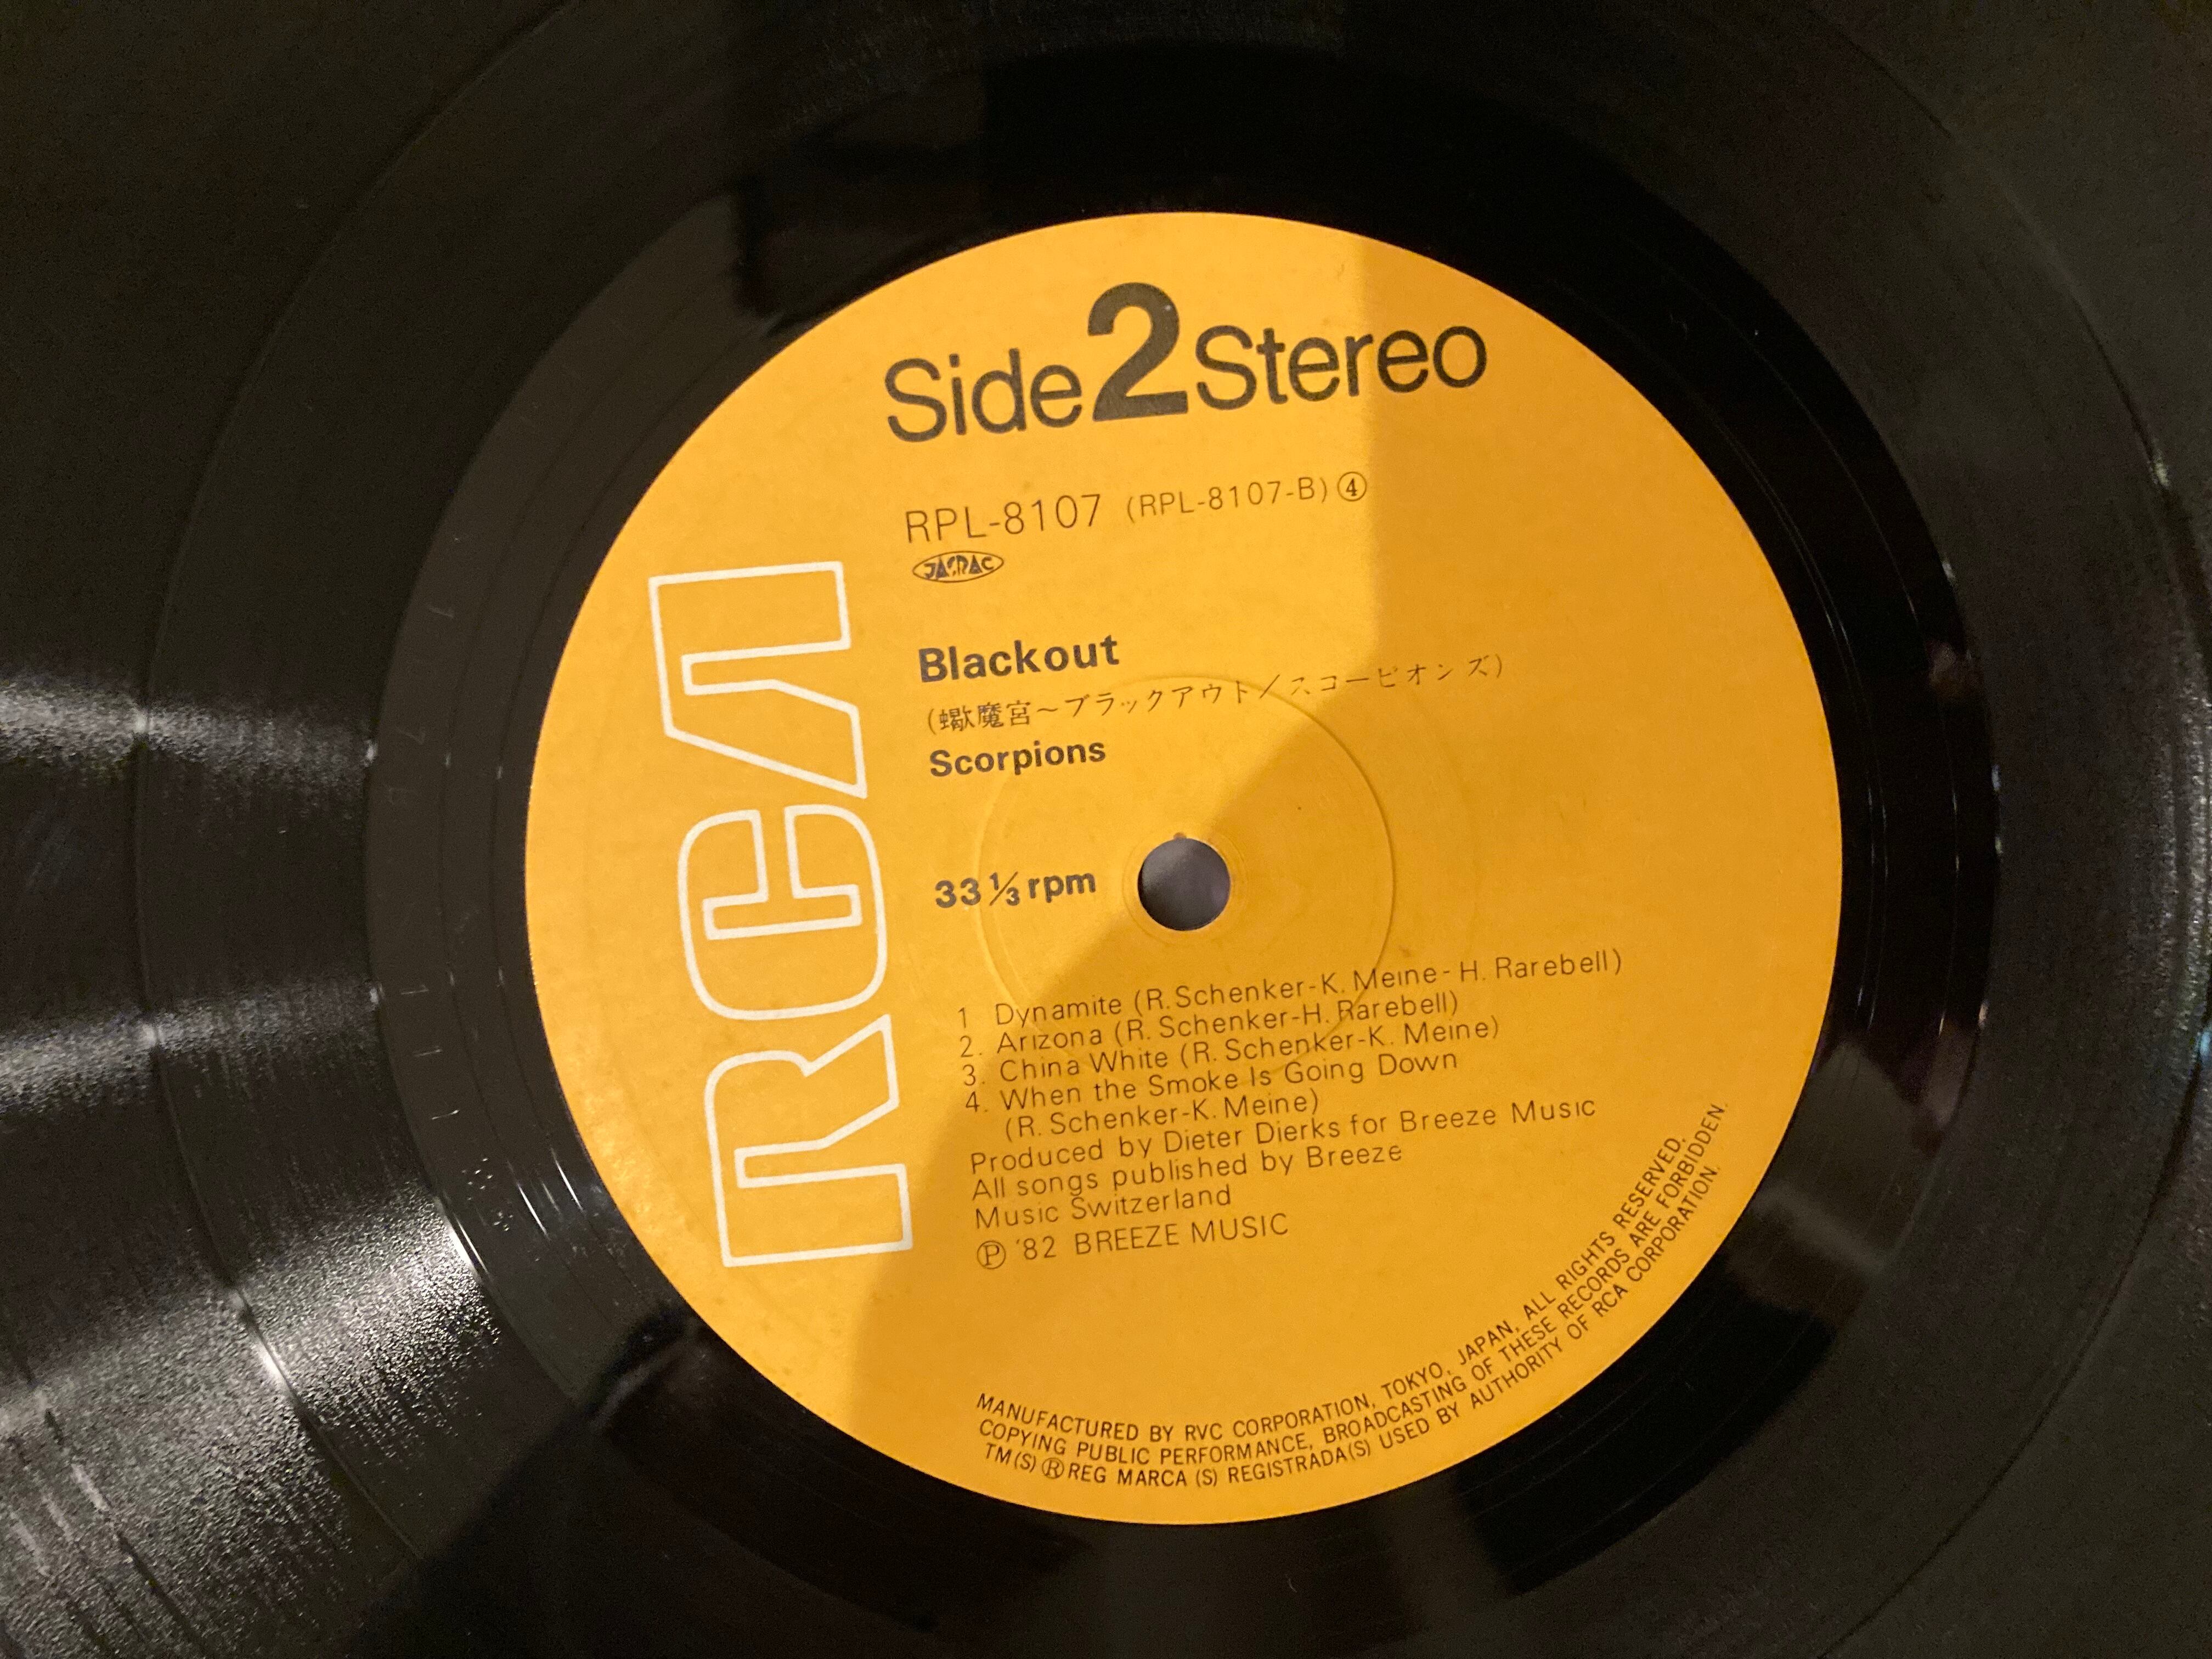 Side 2 Stereo
RPL-8107 (RPL-8107-B) ④
JASRAC
Blackout
(蠍魔宮～ブラックアウト／スコーピオンズ)
Scorpions
33 1/3 rpm
RCA
1 Dynamite (R. Schenker-K. Meine-H. Rarebell)
2. Arizona (R. Schenker-H. Rarebell)
3. China White (R. Schenker-K. Meine)
4. When the Smoke Is Going Down
(R. Schenker-K. Meine)
Produced by Dieter Dierks for Breeze Music
All songs published by Breeze
Music Switzerland
Ⓟ '82 BREEZE MUSIC
MANUFACTURED BY RVC CORPORATION, TOKYO, JAPAN, ALL RIGHTS RESERVED,
COPYING PUBLIC PERFORMANCE, BROADCASTING OF THESE RECORDS ARE FORBIDDEN.
TM(S) ® REG MARCA (S) REGISTRADA(S) USED BY AUTHORITY OF RCA CORPORATION.